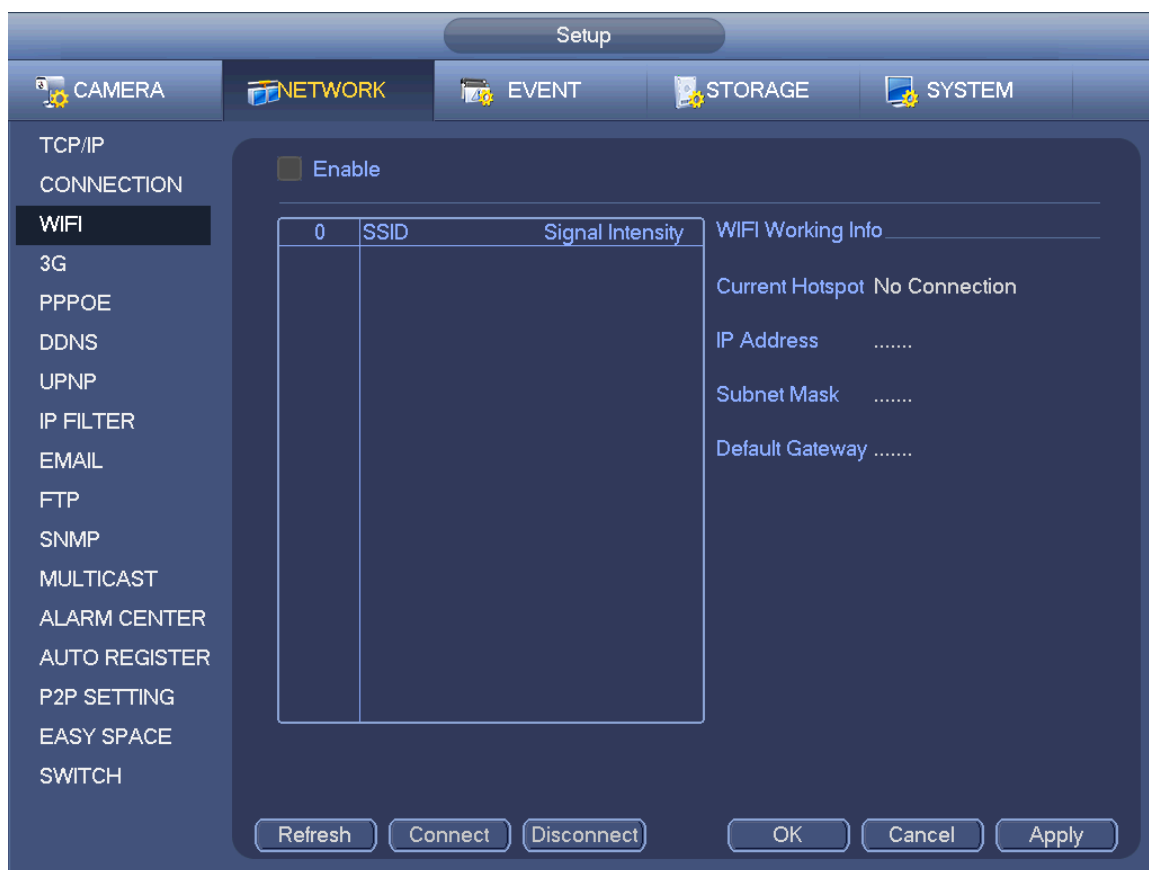 Setup
CAMERA NETWORK EVENT STORAGE SYSTEM
TCP/IP
CONNECTION
WIFI
3G
PPPOE
DDNS
UPNP
IP FILTER
EMAIL
FTP
SNMP
MULTICAST
ALARM CENTER
AUTO REGISTER
P2P SETTING
EASY SPACE
SWITCH
Enable
0 SSID Signal Intensity
WIFI Working Info
Current Hotspot No Connection
IP Address .......
Subnet Mask .......
Default Gateway .......
Refresh Connect Disconnect OK Cancel Apply